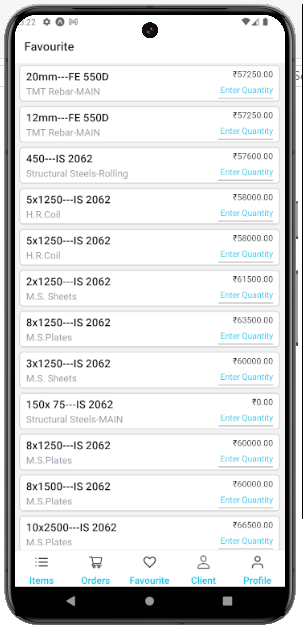 3:22
Favourite
20mm---FE 550D ₹57250.00
TMT Rebar-MAIN Enter Quantity
12mm---FE 550D ₹57250.00
TMT Rebar-MAIN Enter Quantity
450---IS 2062 ₹57600.00
Structural Steels-Rolling Enter Quantity
5x1250---IS 2062 ₹58000.00
H.R.Coil Enter Quantity
5x1250---IS 2062 ₹58000.00
H.R.Coil Enter Quantity
2x1250---IS 2062 ₹61500.00
M.S. Sheets Enter Quantity
8x1250---IS 2062 ₹63500.00
M.S.Plates Enter Quantity
3x1250---IS 2062 ₹60000.00
M.S. Sheets Enter Quantity
150x 75---IS 2062 ₹0.00
Structural Steels-MAIN Enter Quantity
8x1250---IS 2062 ₹60000.00
M.S.Plates Enter Quantity
8x1500---IS 2062 ₹60000.00
M.S.Plates Enter Quantity
10x2500---IS 2062 ₹66500.00
M.S.Plates Enter Quantity
Items Orders Favourite Client Profile